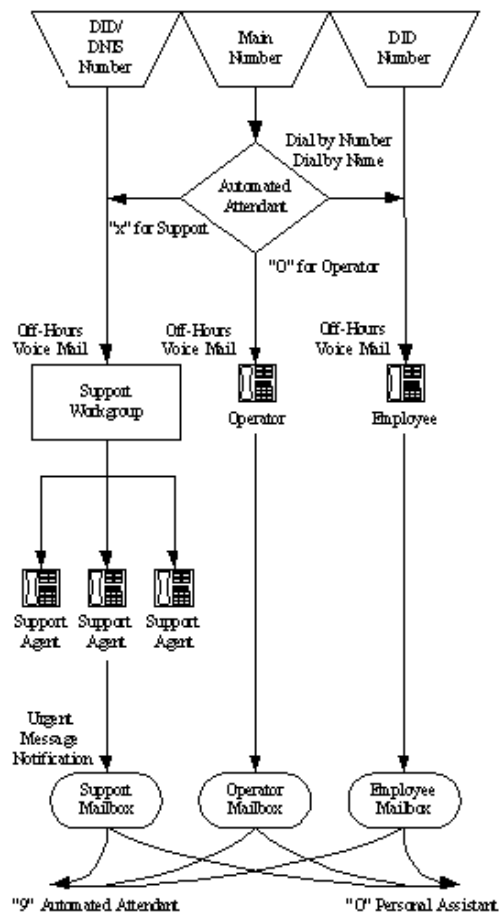 DID/
DNIS
Number
Main
Number
DID
Number
Dial by Number
Dial by Name
Automated
Attendant
"x" for Support
"0" for Operator
Off-Hours
Voice Mail
Off-Hours
Voice Mail
Off-Hours
Voice Mail
Support
Workgroup
Operator
Employee
Support
Agent
Support
Agent
Support
Agent
Urgent
Message
Notification
Support
Mailbox
Operator
Mailbox
Employee
Mailbox
"9" Automated Attendant
"0" Personal Assistant